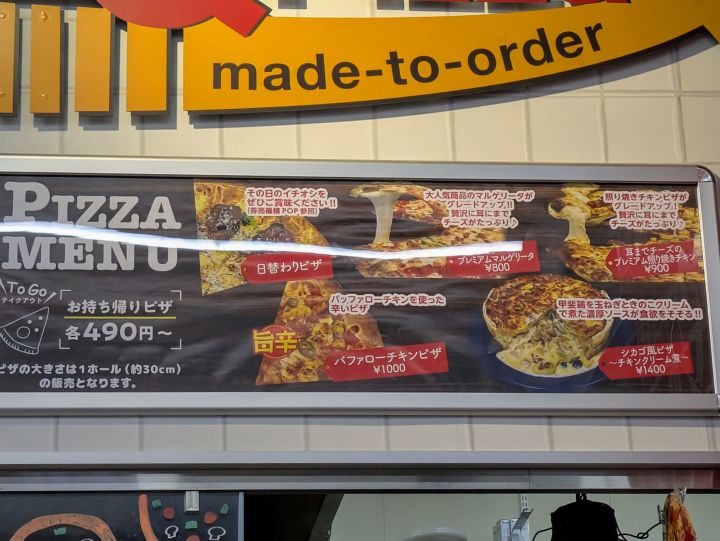 made-to-order
PIZZA
MENU
To Go
テイクアウト
お持ち帰りピザ
各490円～
ピザの大きさは1ホール(約30cm)
の販売となります。
その日のイチオシを
ぜひご賞味ください!!
(券売機横POP参照)
日替わりピザ
大人気商品のマルゲリータが
グレードアップ!!
贅沢に耳にまで
チーズがたっぷり♪
プレミアムマルゲリータ
¥800
照り焼きチキンピザが
グレードアップ!!
贅沢に耳にまで
チーズがたっぷり♪
耳までチーズの
プレミアム照り焼きチキン
¥900
バッファローチキンを使った
辛いピザ
旨辛
バファローチキンピザ
¥1000
甲斐鶏を玉ねぎときのこクリーム
で煮た濃厚ソースが食欲をそそる!!
シカゴ風ピザ
～チキンクリーム煮～
¥1400